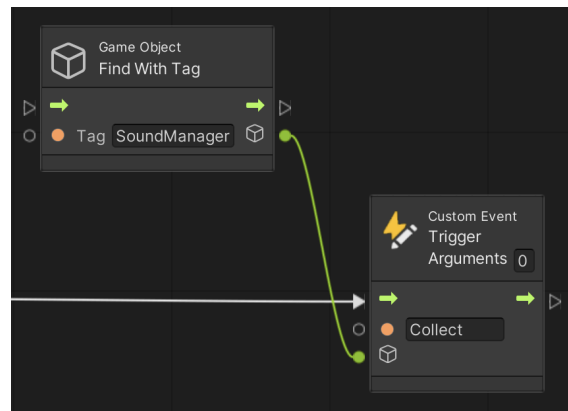 Game Object
Find With Tag
Tag SoundManager
Custom Event
Trigger
Arguments 0
Collect